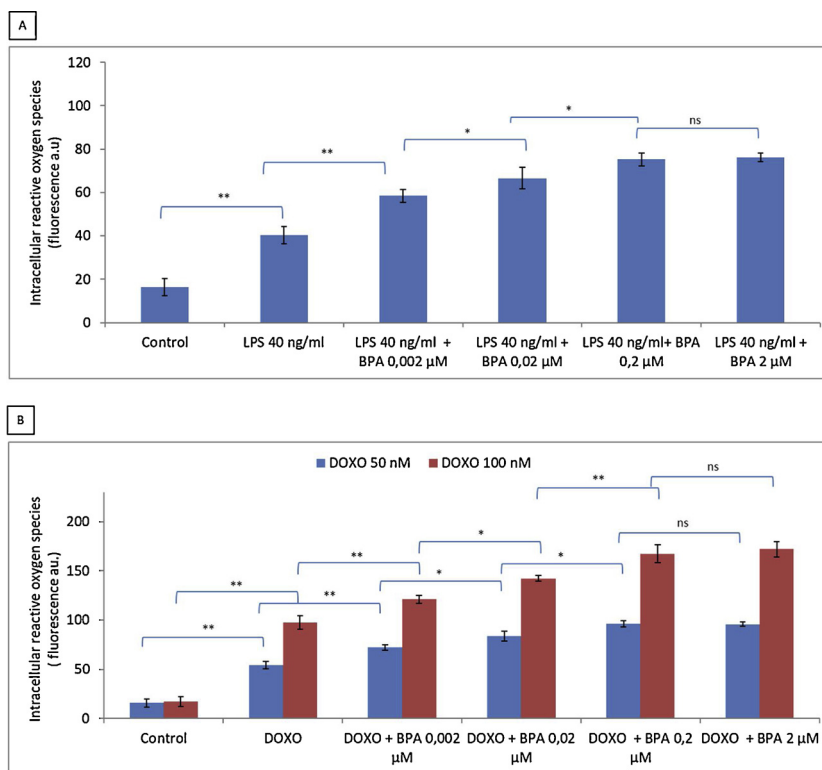 A
Intracellular reactive oxygen species
(fluorescence a.u)
120
100
80
60
40
20
0
**
**
*
*
ns
Control
LPS 40 ng/ml
LPS 40 ng/ml +
BPA 0,002 µM
LPS 40 ng/ml +
BPA 0,02 µM
LPS 40 ng/ml+ BPA
0,2 µM
LPS 40 ng/ml +
BPA 2 µM
B
DOXO 50 nM
DOXO 100 nM
Intracellular reactive oxygen species
( fluorescence au.)
200
150
100
50
0
**
**
**
**
*
*
*
**
ns
ns
Control
DOXO
DOXO + BPA 0,002
µM
DOXO + BPA 0,02
µM
DOXO + BPA 0,2
µM
DOXO + BPA 2 µM